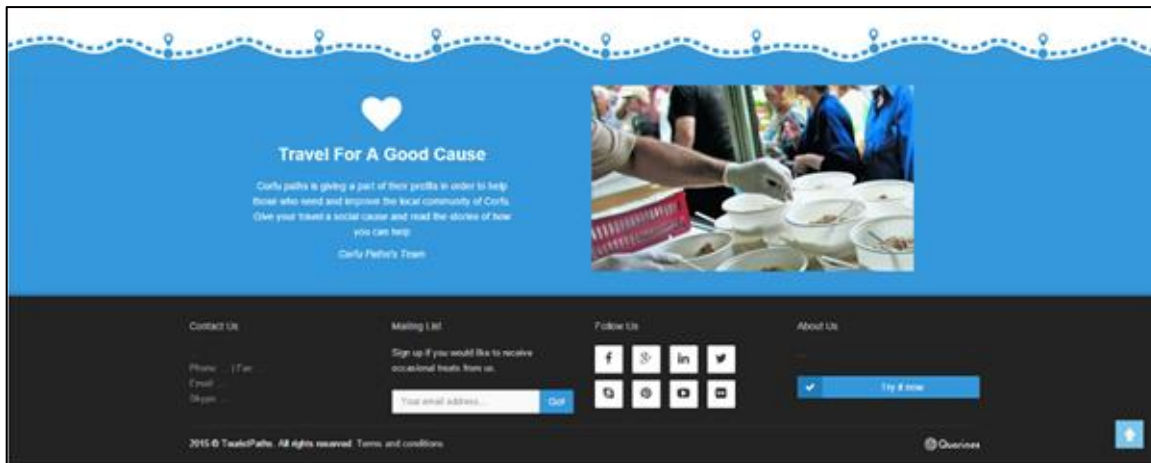 Travel For A Good Cause
Corfu paths is giving a part of their profits in order to help
those who need and improve the local community of Corfu.
Give your travel a social cause and read the stories of how
you can help
Corfu Paths's Team
Contact Us
Phone: ... | Fax: ...
Email: ...
Skype: ...
Mailing List
Sign up if you would like to receive
occasional treats from us.
Your email address...
Go!
Follow Us
About Us
...
Try it now
2015 © TouristPaths. All rights reserved. Terms and conditions